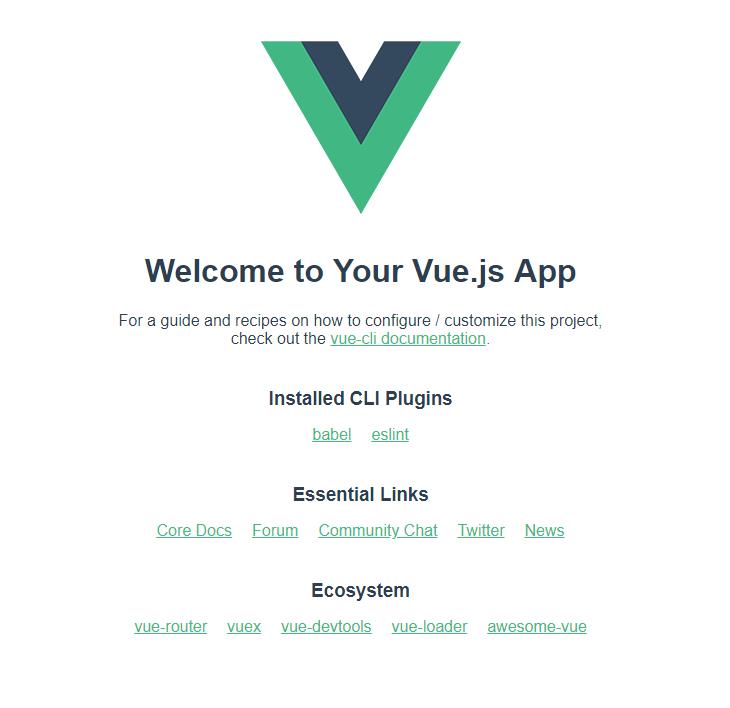 Welcome to Your Vue.js App
For a guide and recipes on how to configure / customize this project,
check out the vue-cli documentation.
Installed CLI Plugins
babel eslint
Essential Links
Core Docs Forum Community Chat Twitter News
Ecosystem
vue-router vuex vue-devtools vue-loader awesome-vue